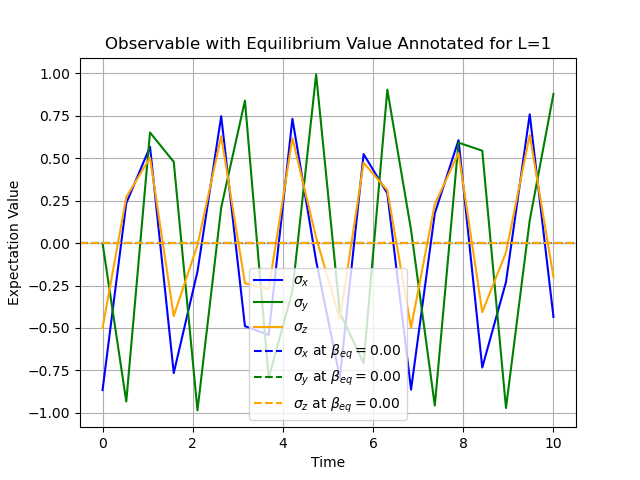 Observable with Equilibrium Value Annotated for L=1
Expectation Value
1.00
0.75
0.50
0.25
0.00
−0.25
−0.50
−0.75
−1.00
σx
σy
σz
σx at βeq = 0.00
σy at βeq = 0.00
σz at βeq = 0.00
0 2 4 6 8 10
Time